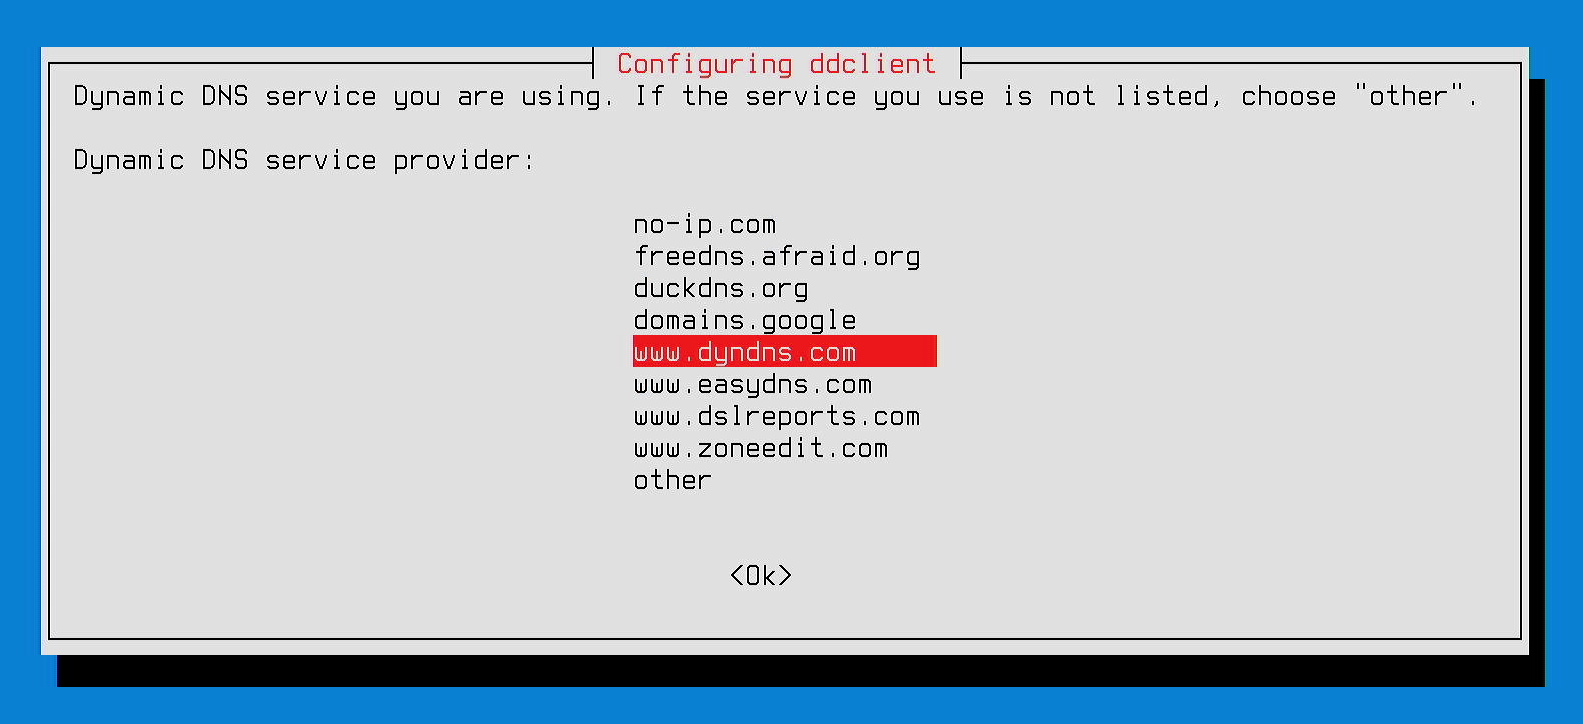 Configuring ddclient
Dynamic DNS service you are using. If the service you use is not listed, choose "other".
Dynamic DNS service provider:
no-ip.com
freedns.afraid.org
duckdns.org
domains.google
www.dyndns.com
www.easydns.com
www.dslreports.com
www.zoneedit.com
other
<Ok>